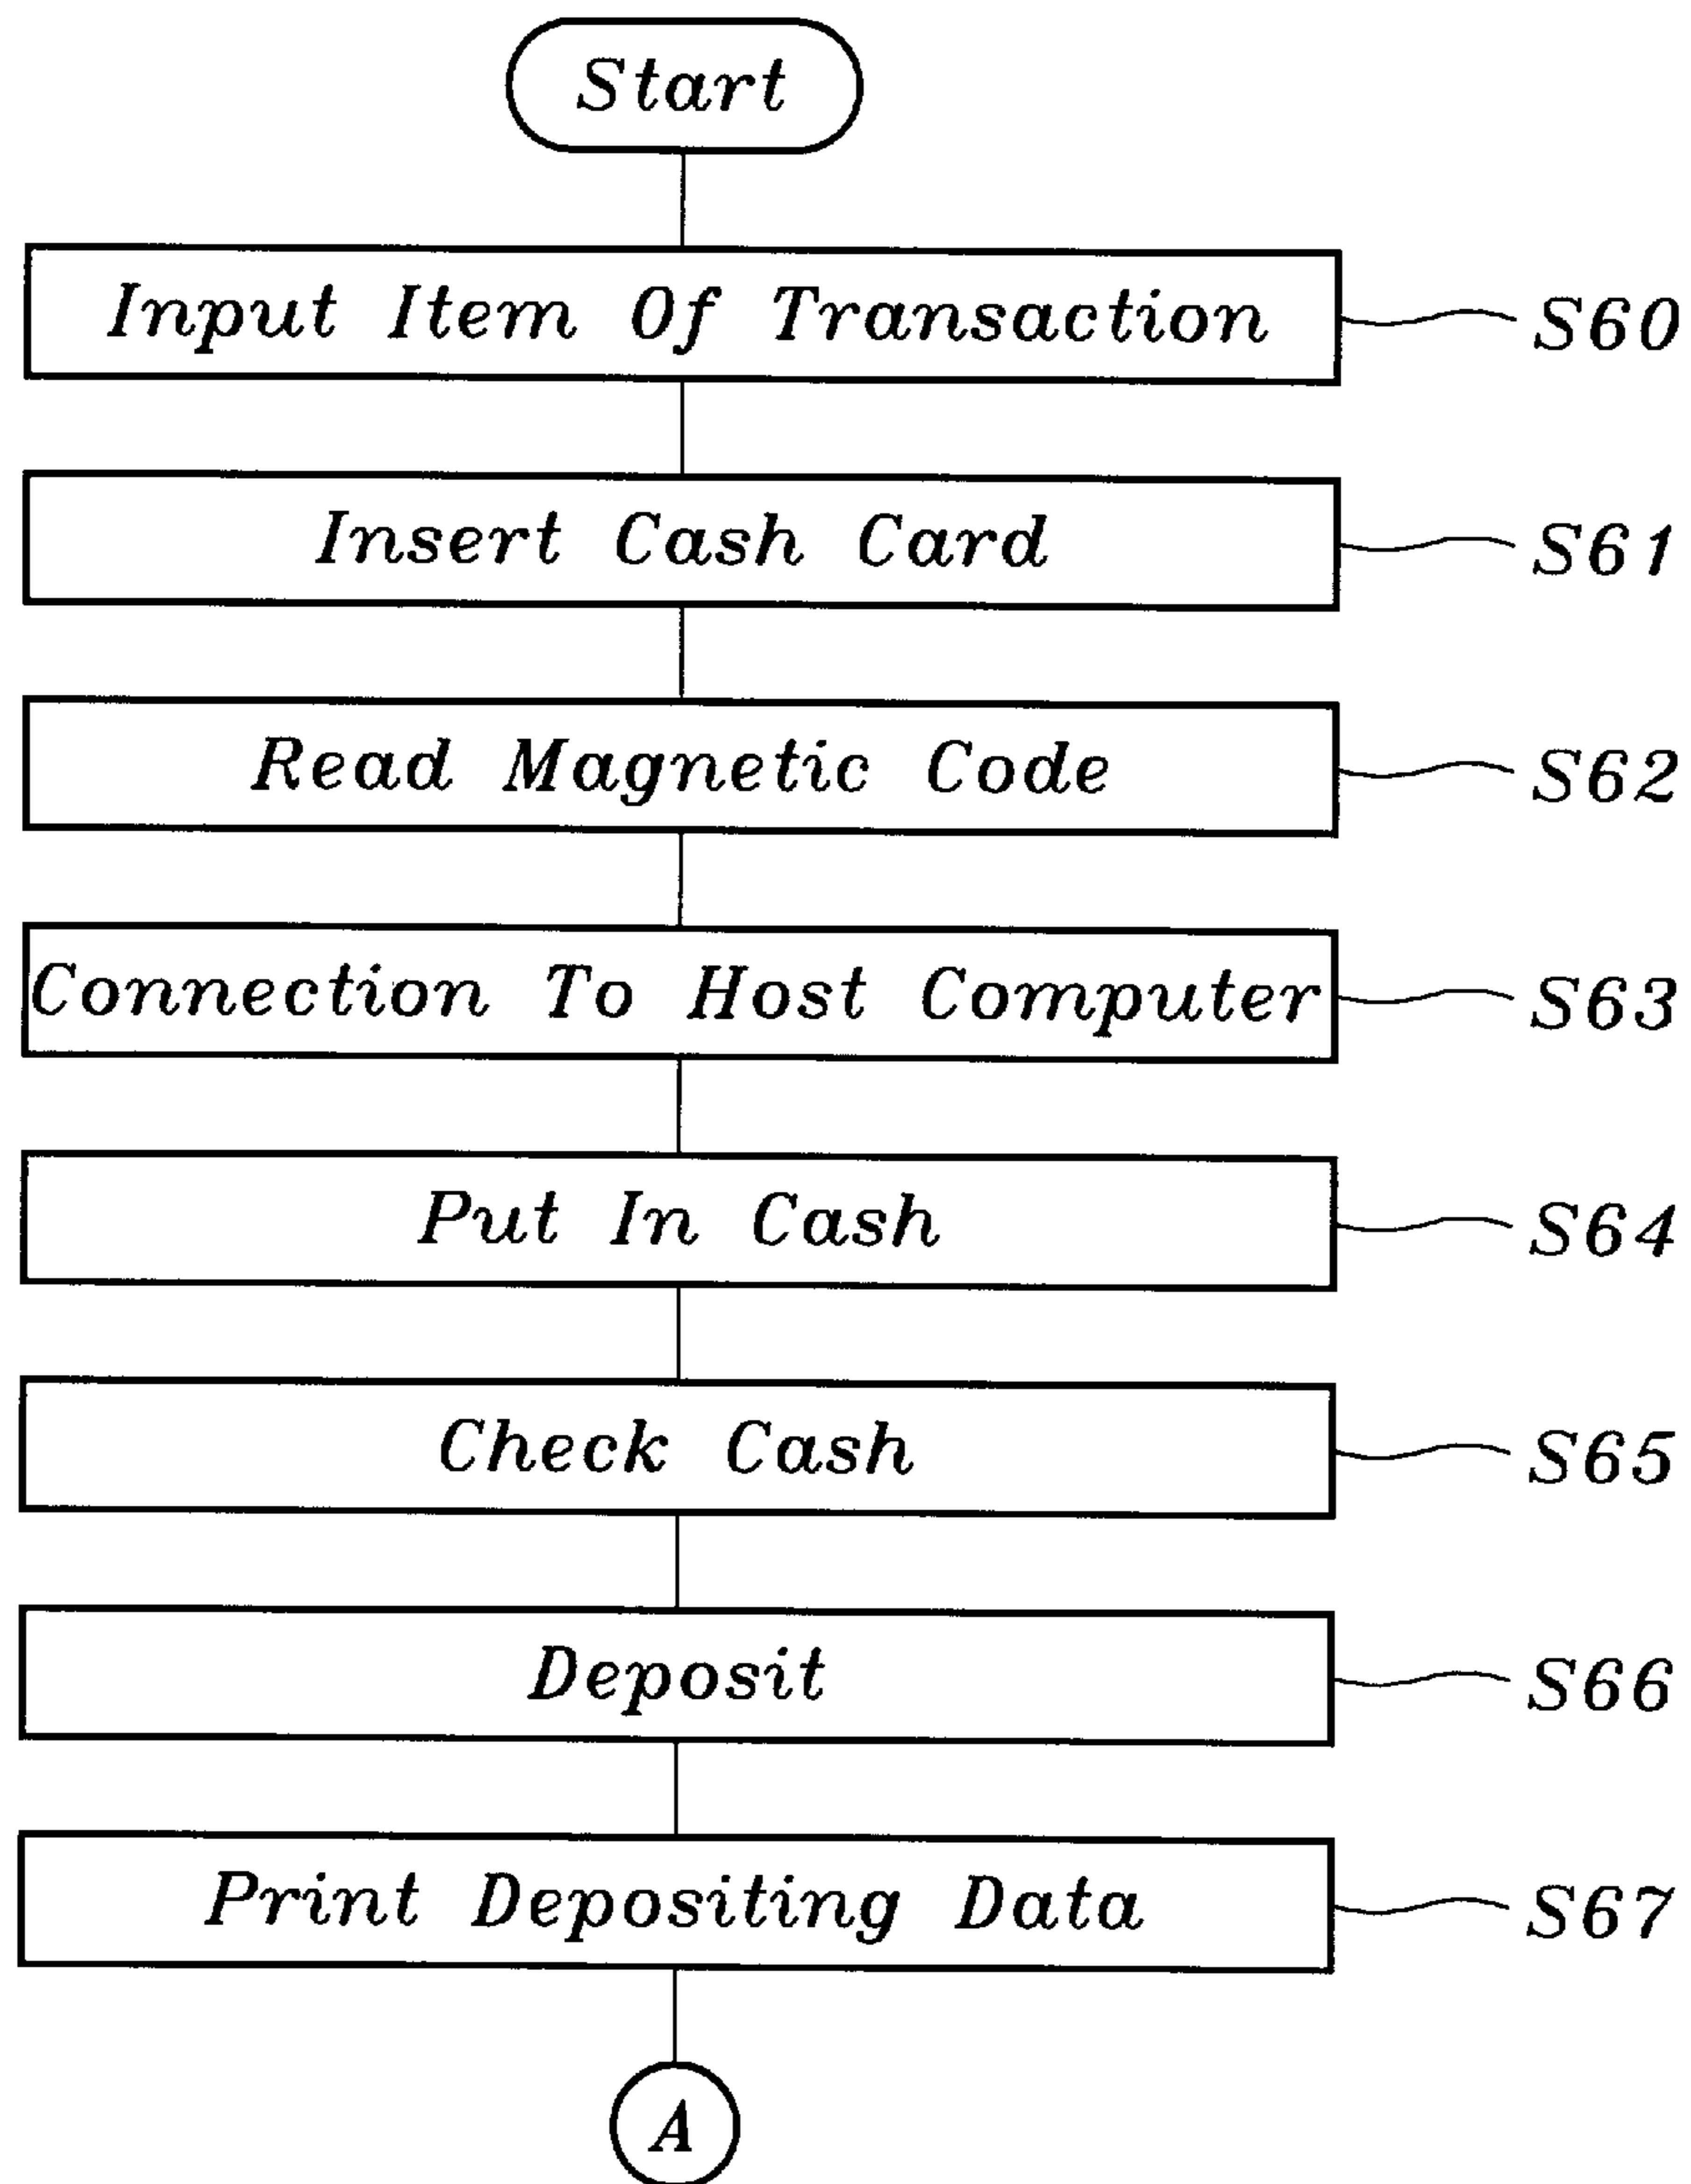 Start
Input Item Of Transaction S60
Insert Cash Card S61
Read Magnetic Code S62
Connection To Host Computer S63
Put In Cash S64
Check Cash S65
Deposit S66
Print Depositing Data S67
A